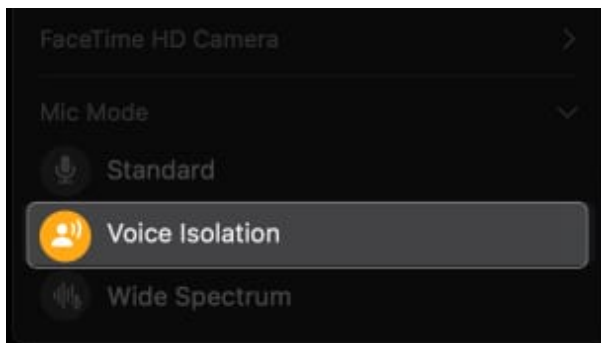 FaceTime HD Camera
Mic Mode
Standard
Voice Isolation
Wide Spectrum